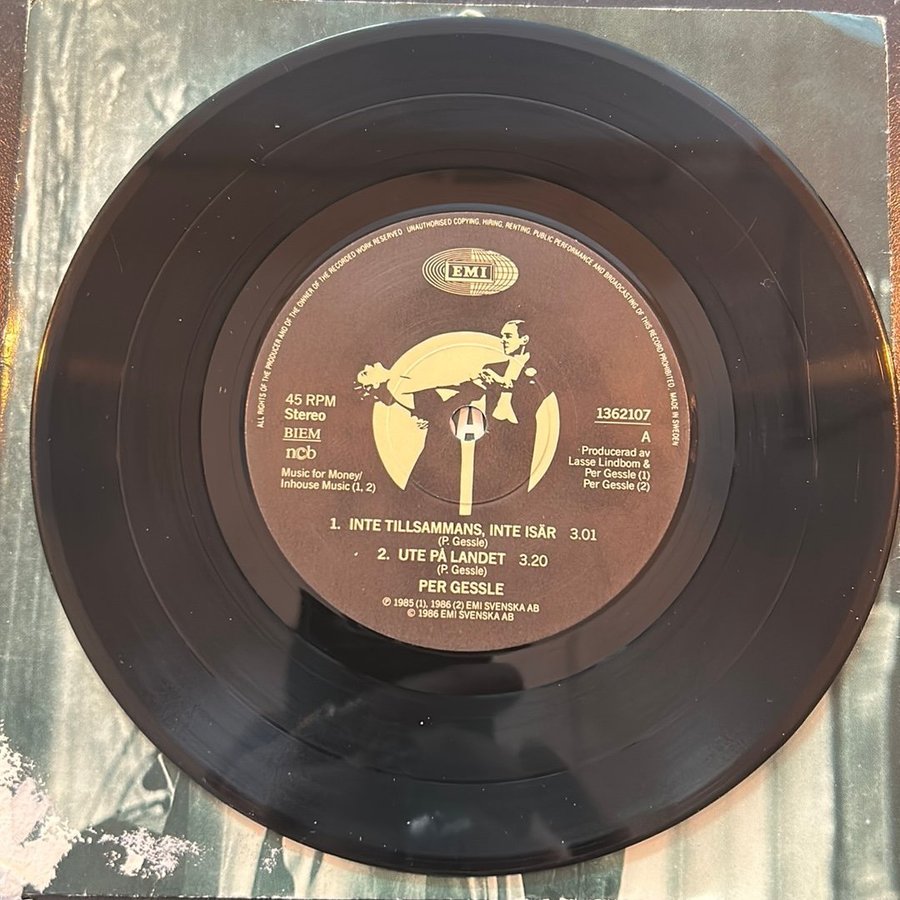 ALL RIGHTS OF THE PRODUCER AND OF THE OWNER OF THE RECORDED WORK RESERVED UNAUTHORISED COPYING, HIRING, RENTING, PUBLIC PERFORMANCE AND BROADCASTING OF THIS RECORD PROHIBITED. MADE IN SWEDEN
EMI
45 RPM
Stereo
BIEM
ncb
Music for Money/
Inhouse Music (1, 2)
A
1362107
A
Producerad av
Lasse Lindbom &
Per Gessle (1)
Per Gessle (2)
1. INTE TILLSAMMANS, INTE ISÄR 3.01
(P. Gessle)
2. UTE PÅ LANDET 3.20
(P. Gessle)
PER GESSLE
℗ 1985 (1), 1986 (2) EMI SVENSKA AB
© 1986 EMI SVENSKA AB